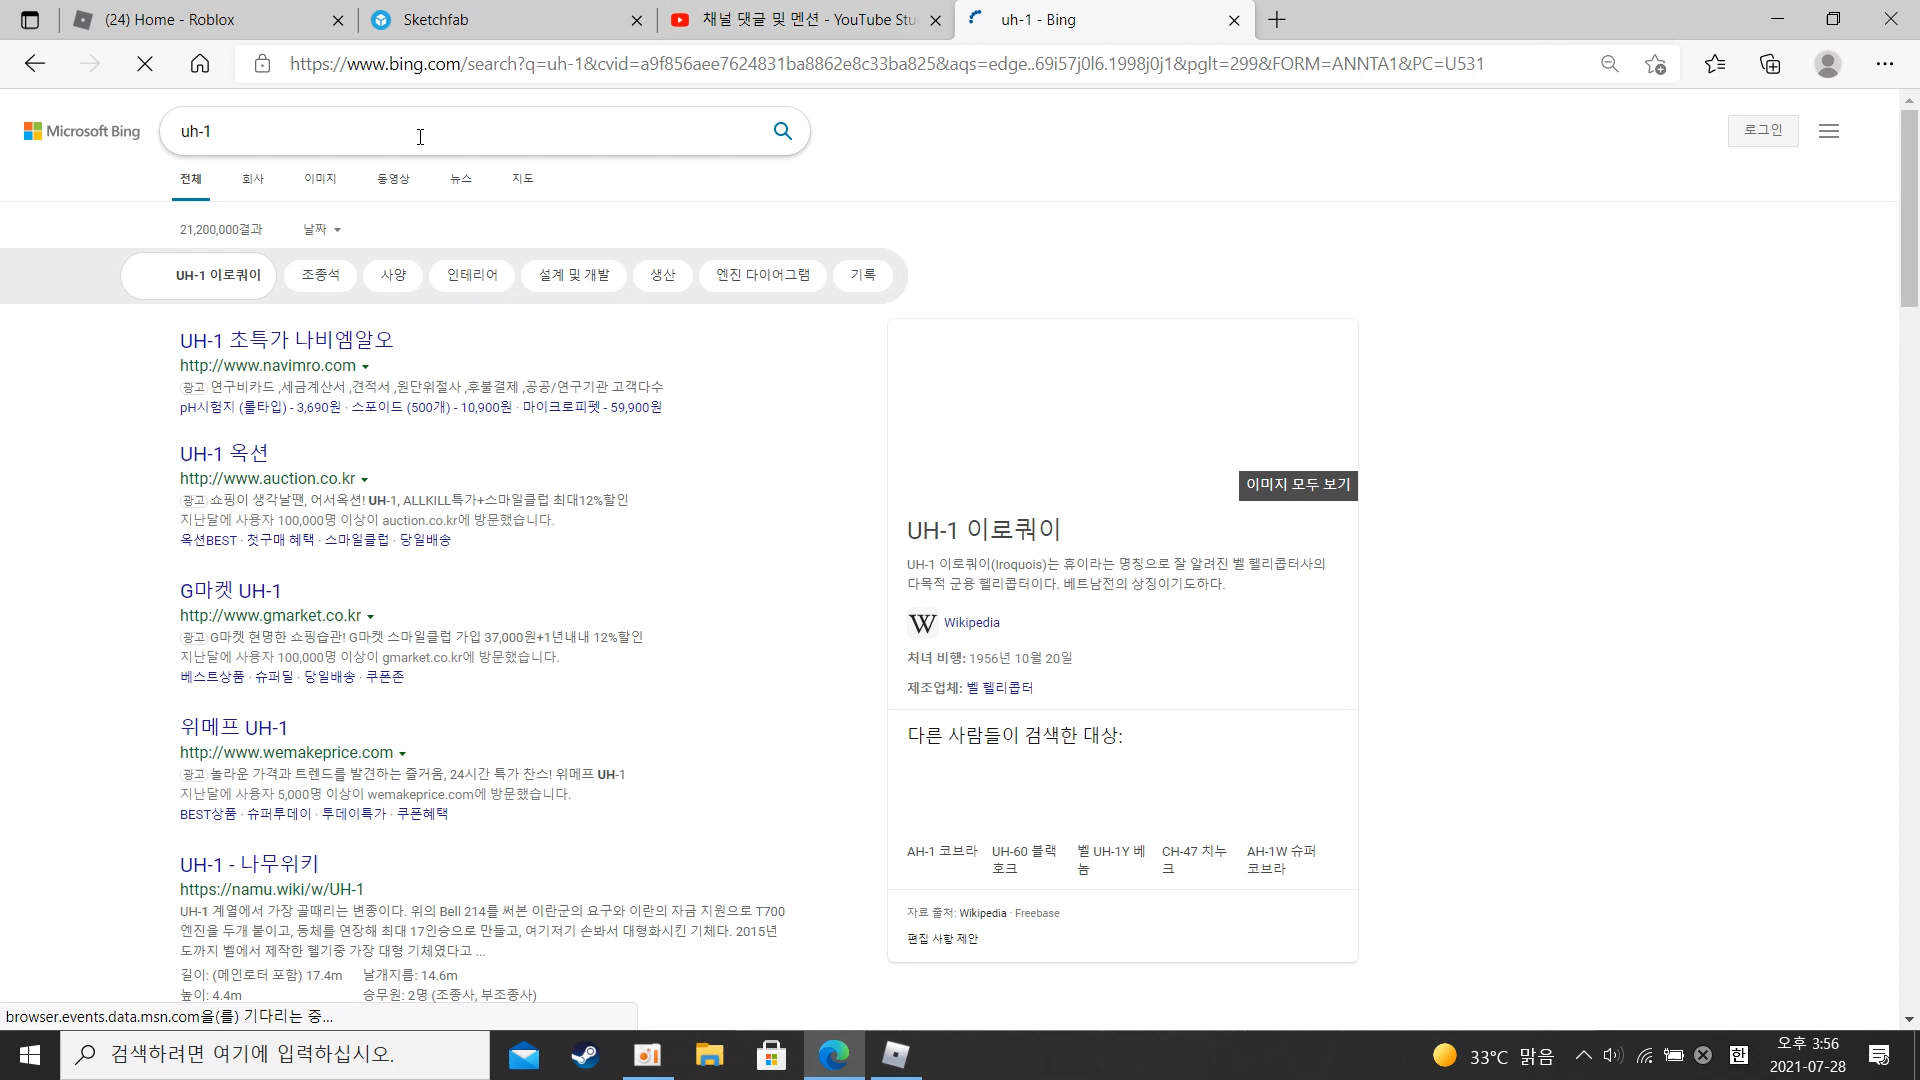 (24) Home - Roblox
Sketchfab
채널 댓글 및 멘션 - YouTube Stu
uh-1 - Bing
https://www.bing.com/search?q=uh-1&cvid=a9f856aee7624831ba8862e8c33ba825&aqs=edge..69i57j0l6.1998j0j1&pglt=299&FORM=ANNTA1&PC=U531
Microsoft Bing
uh-1
로그인
전체 회사 이미지 동영상 뉴스 지도
21,200,000결과 날짜
UH-1 이로쿼이 조종석 사양 인테리어 설계 및 개발 생산 엔진 다이어그램 기록
UH-1 초특가 나비엠알오
http://www.navimro.com
광고 연구비카드 ,세금계산서 ,견적서 ,원단위절사 ,후불결제 ,공공/연구기관 고객다수
pH시험지 (롤타입) - 3,690원 · 스포이드 (500개) - 10,900원 · 마이크로피펫 - 59,900원
UH-1 옥션
http://www.auction.co.kr
광고 쇼핑이 생각날땐, 어서옥션! UH-1, ALLKILL특가+스마일클럽 최대12%할인
지난달에 사용자 100,000명 이상이 auction.co.kr에 방문했습니다.
옥션BEST · 첫구매 혜택 · 스마일클럽 · 당일배송
G마켓 UH-1
http://www.gmarket.co.kr
광고 G마켓 현명한 쇼핑습관! G마켓 스마일클럽 가입 37,000원+1년내내 12%할인
지난달에 사용자 100,000명 이상이 gmarket.co.kr에 방문했습니다.
베스트상품 · 슈퍼딜 · 당일배송 · 쿠폰존
위메프 UH-1
http://www.wemakeprice.com
광고 놀라운 가격과 트렌드를 발견하는 즐거움, 24시간 특가 찬스! 위메프 UH-1
지난달에 사용자 5,000명 이상이 wemakeprice.com에 방문했습니다.
BEST상품 · 슈퍼투데이 · 투데이특가 · 쿠폰혜택
UH-1 - 나무위키
https://namu.wiki/w/UH-1
UH-1 계열에서 가장 골때리는 변종이다. 위의 Bell 214를 써본 이란군의 요구와 이란의 자금 지원으로 T700
엔진을 두개 붙이고, 동체를 연장해 최대 17인승으로 만들고, 여기저기 손봐서 대형화시킨 기체다. 2015년
도까지 벨에서 제작한 헬기중 가장 대형 기체였다고 ...
길이: (메인로터 포함) 17.4m 날개지름: 14.6m
높이: 4.4m 승무원: 2명 (조종사, 부조종사)
이미지 모두 보기
UH-1 이로쿼이
UH-1 이로쿼이(Iroquois)는 휴이라는 명칭으로 잘 알려진 벨 헬리콥터사의
다목적 군용 헬리콥터이다. 베트남전의 상징이기도하다.
W Wikipedia
처녀 비행: 1956년 10월 20일
제조업체: 벨 헬리콥터
다른 사람들이 검색한 대상:
AH-1 코브라 UH-60 블랙 벨 UH-1Y 베 CH-47 치누 AH-1W 슈퍼
호크 놈 크 코브라
자료 출처: Wikipedia · Freebase
편집 사항 제안
browser.events.data.msn.com을(를) 기다리는 중...
검색하려면 여기에 입력하십시오.
33°C 맑음
한
오후 3:56
2021-07-28